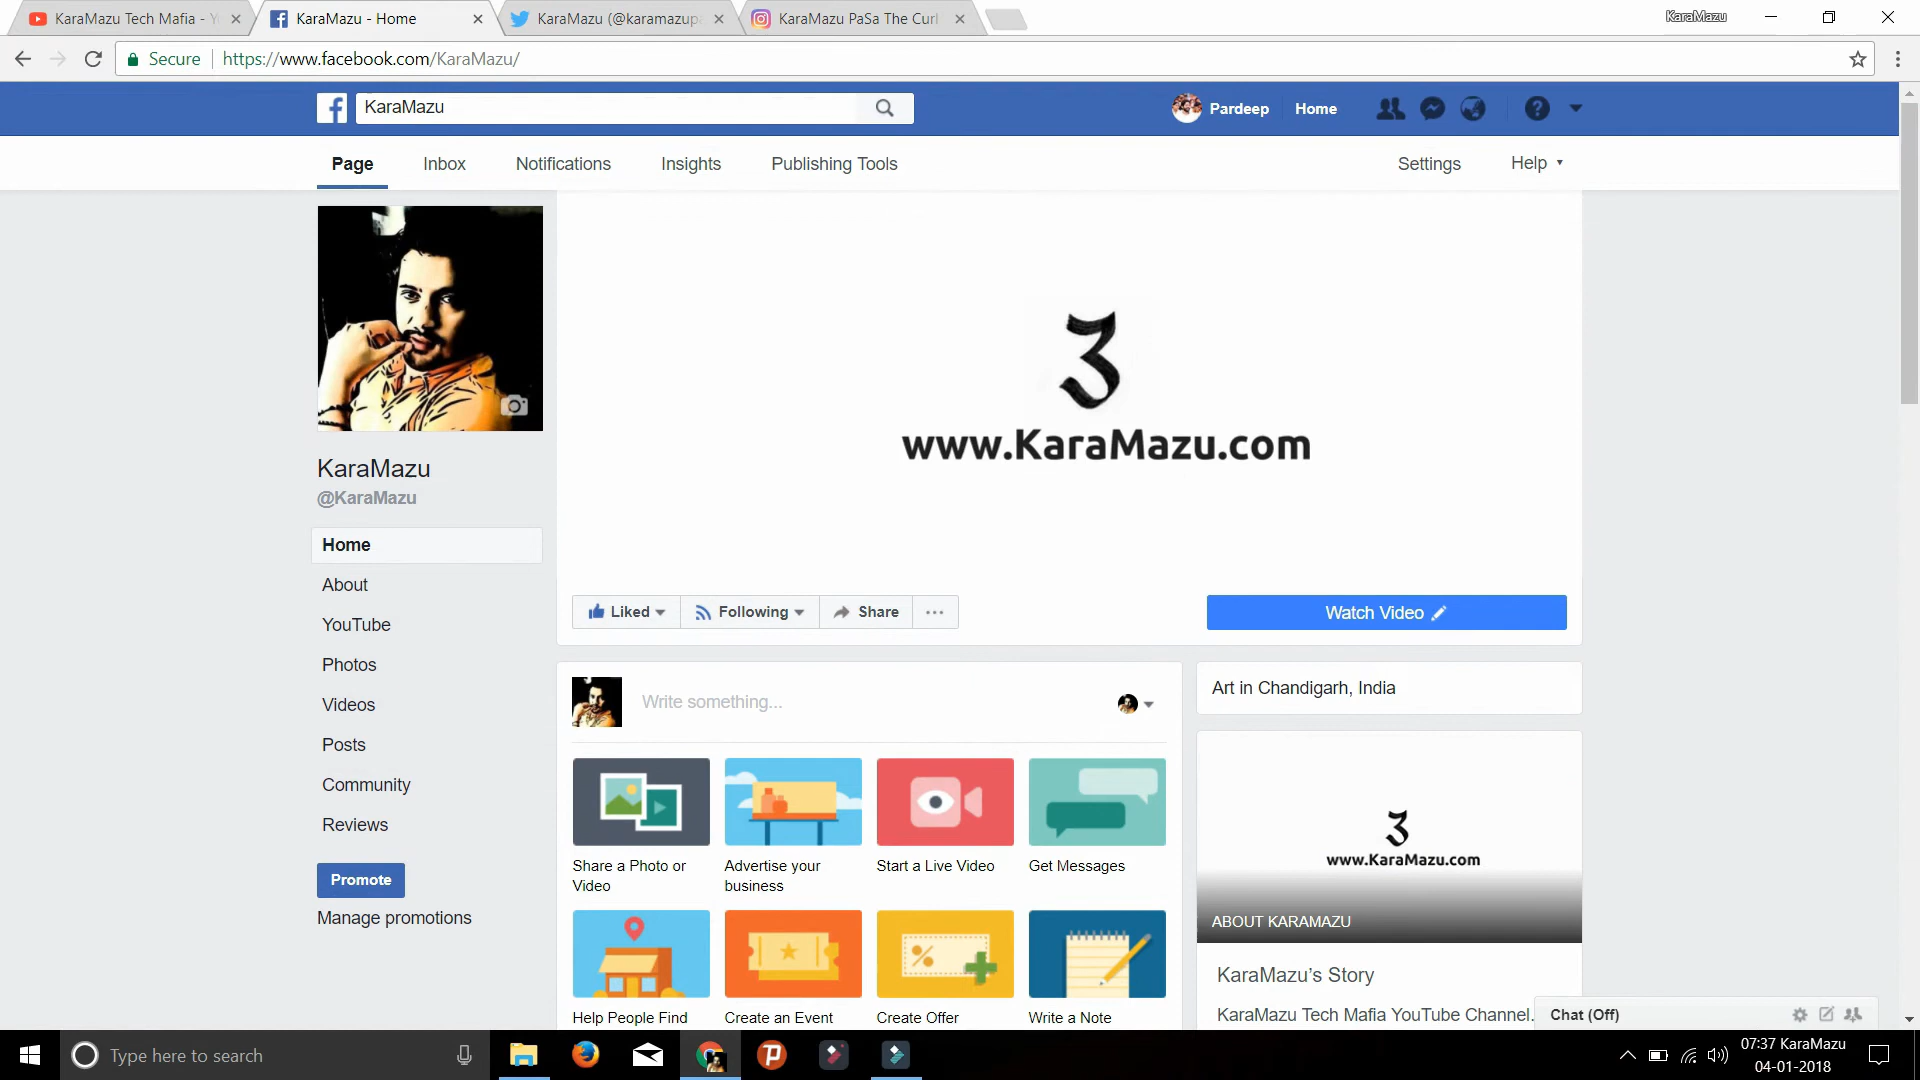 KaraMazu Tech Mafia - Y
KaraMazu - Home
KaraMazu (@karamazupa
KaraMazu PaSa The Curl
KaraMazu
Secure
https://www.facebook.com/KaraMazu/
KaraMazu
Pardeep
Home
Page
Inbox
Notifications
Insights
Publishing Tools
Settings
Help
www.KaraMazu.com
KaraMazu
@KaraMazu
Home
About
YouTube
Photos
Videos
Posts
Community
Reviews
Promote
Manage promotions
Liked
Following
Share
Watch Video
Write something...
Share a Photo or
Video
Advertise your
business
Start a Live Video
Get Messages
Help People Find
Create an Event
Create Offer
Write a Note
Art in Chandigarh, India
www.KaraMazu.com
ABOUT KARAMAZU
KaraMazu's Story
KaraMazu Tech Mafia YouTube Channel.
Chat (Off)
Type here to search
07:37 KaraMazu
04-01-2018